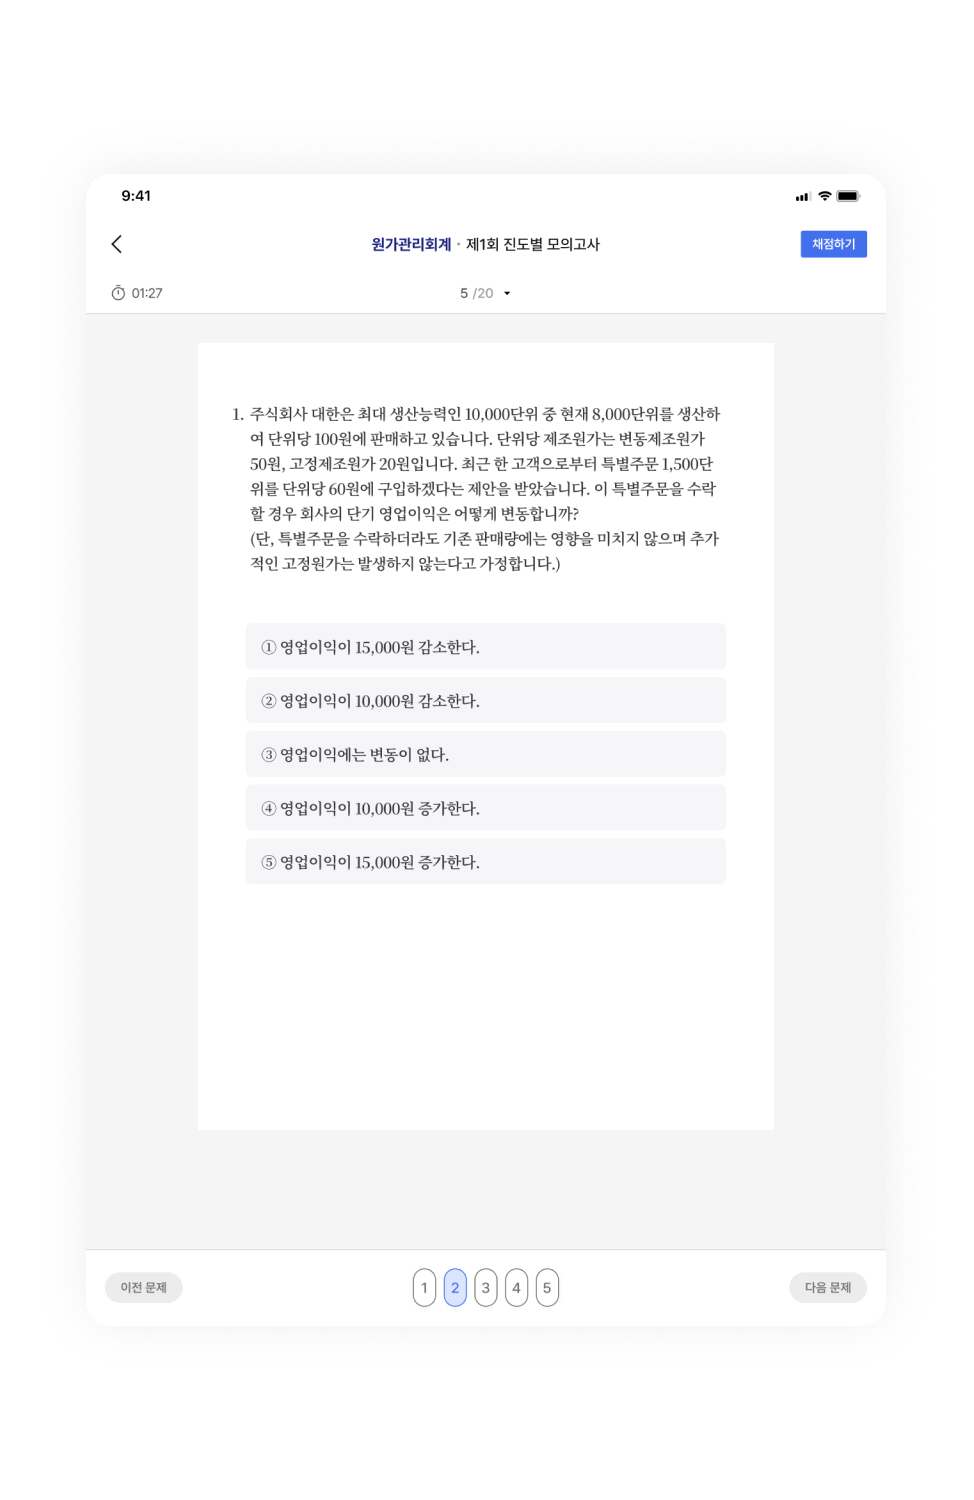 9:41
원가관리회계 · 제1회 진도별 모의고사
채점하기
01:27
5 /20
1. 주식회사 대한은 최대 생산능력인 10,000단위 중 현재 8,000단위를 생산하
여 단위당 100원에 판매하고 있습니다. 단위당 제조원가는 변동제조원가
50원, 고정제조원가 20원입니다. 최근 한 고객으로부터 특별주문 1,500단
위를 단위당 60원에 구입하겠다는 제안을 받았습니다. 이 특별주문을 수락
할 경우 회사의 단기 영업이익은 어떻게 변동합니까?
(단, 특별주문을 수락하더라도 기존 판매량에는 영향을 미치지 않으며 추가
적인 고정원가는 발생하지 않는다고 가정합니다.)
① 영업이익이 15,000원 감소한다.
② 영업이익이 10,000원 감소한다.
③ 영업이익에는 변동이 없다.
④ 영업이익이 10,000원 증가한다.
⑤ 영업이익이 15,000원 증가한다.
이전 문제
1 2 3 4 5
다음 문제